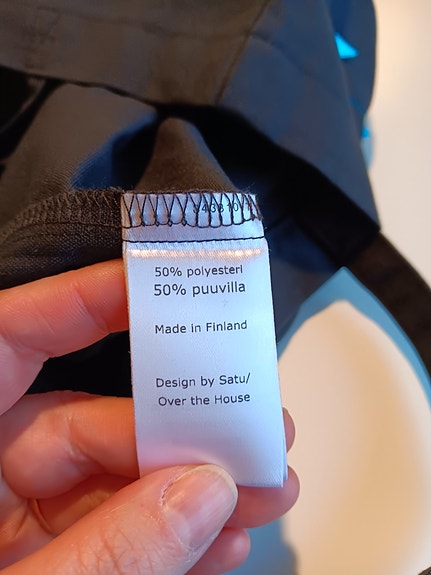 50% polyesteri
50% puuvilla
Made in Finland
Design by Satu/
Over the House